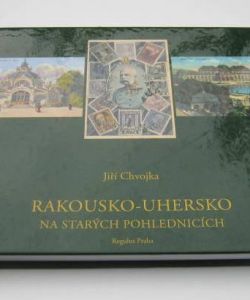 Jiří Chvojka
RAKOUSKO-UHERSKO
NA STARÝCH POHLEDNICÍCH
Regulus Praha